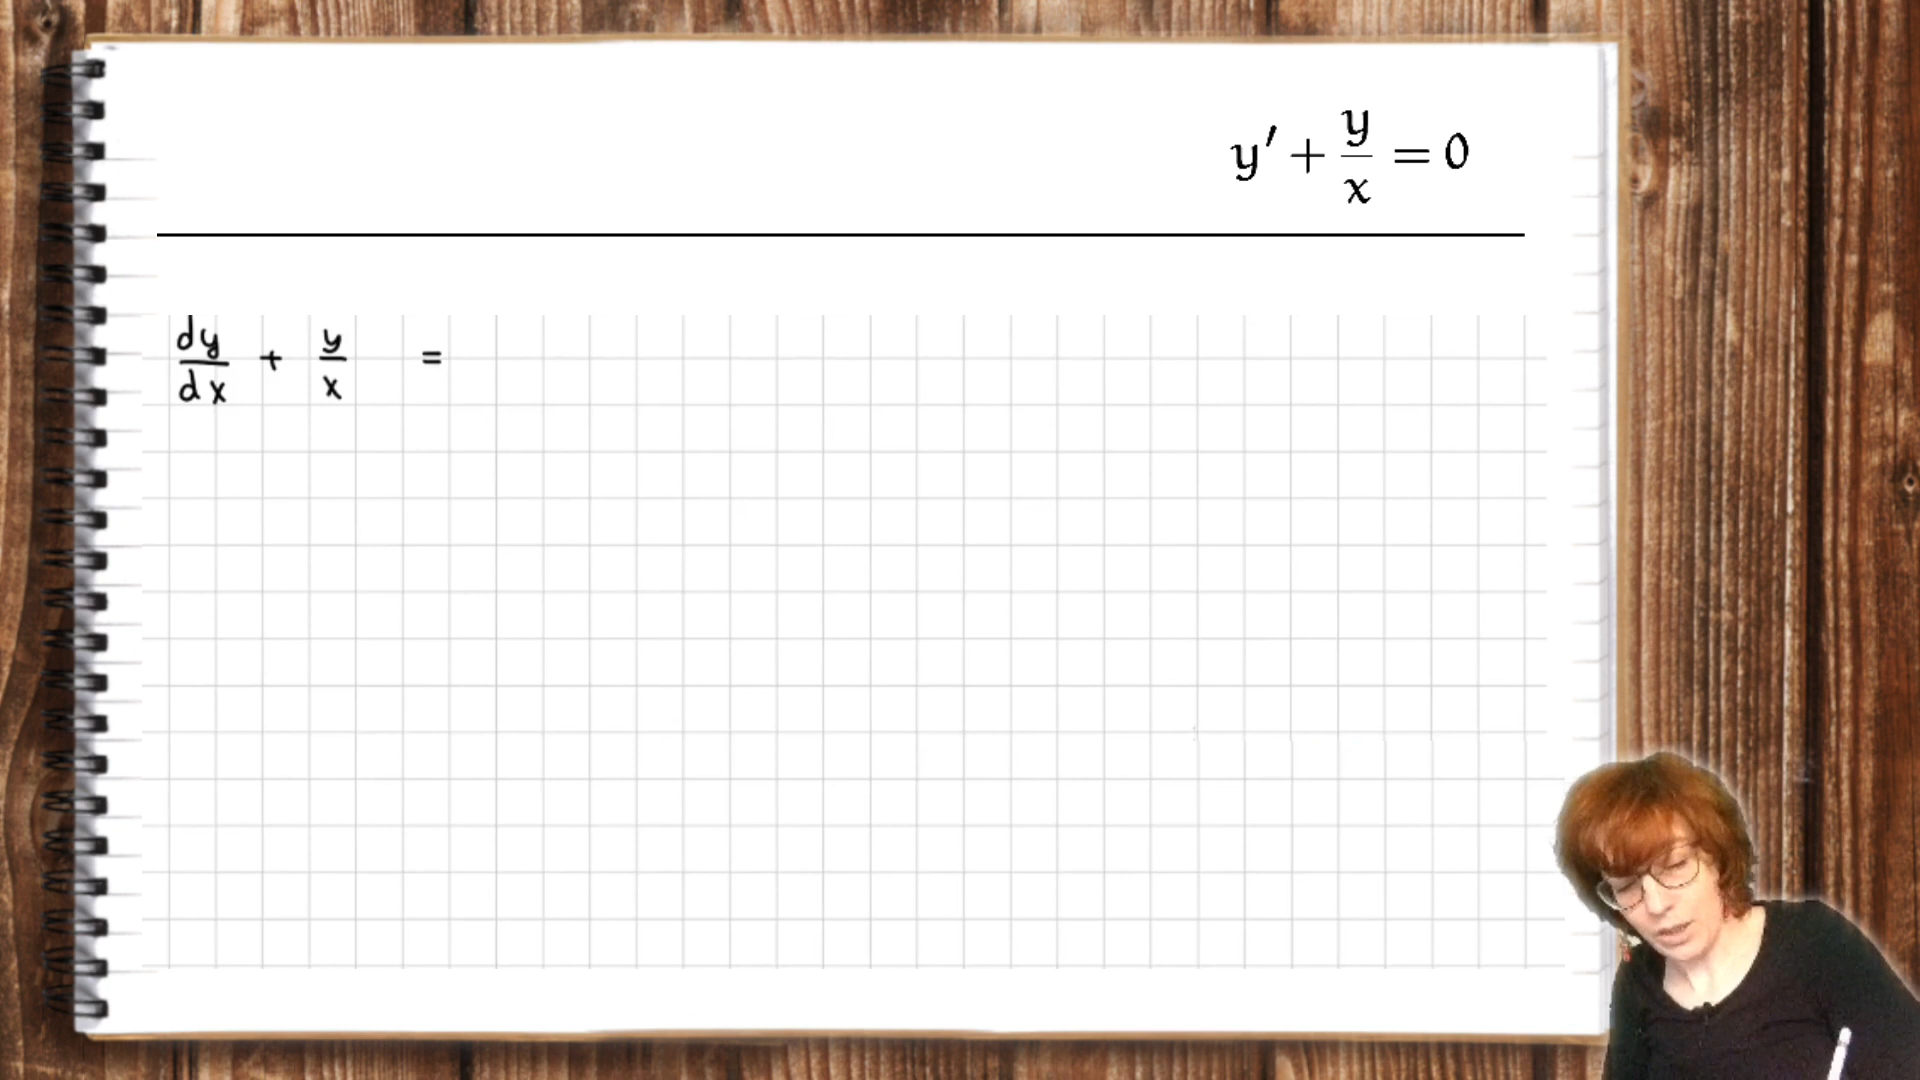 y′ + y/x = 0
dy/dx + y/x =